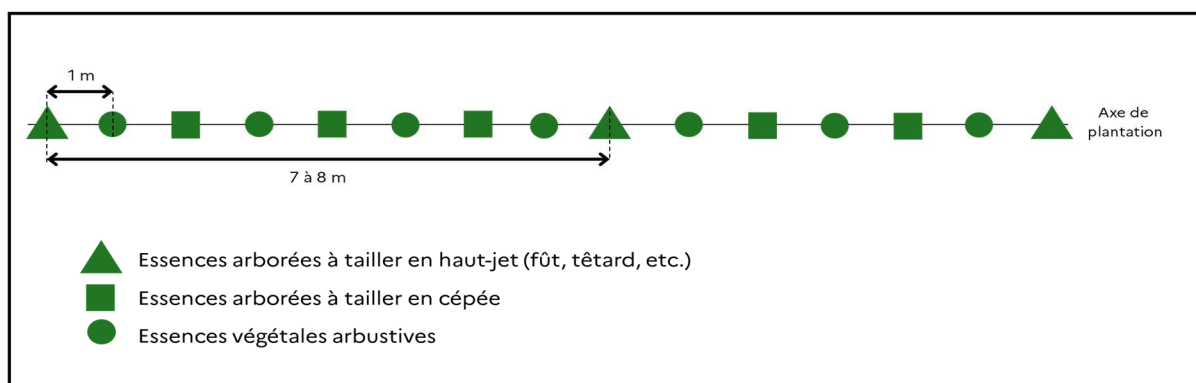 1 m
Axe de
plantation
7 à 8 m
Essences arborées à tailler en haut-jet (fût, têtard, etc.)
Essences arborées à tailler en cépée
Essences végétales arbustives